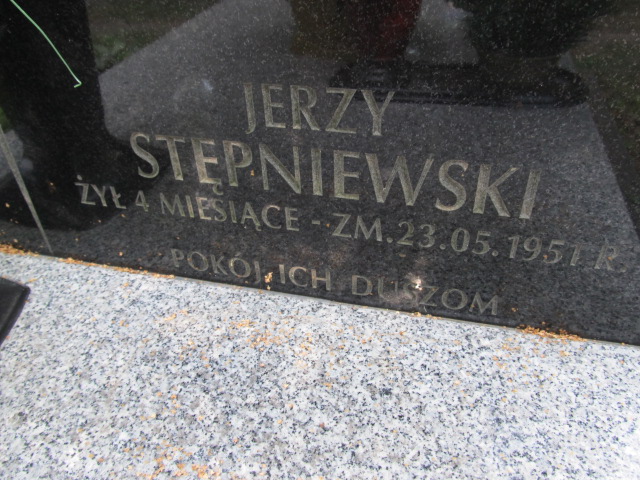 JERZY
STĘPNIEWSKI
ŻYŁ 4 MIESIĄCE - ZM.23.05.1951 R.
POKÓJ ICH DUSZOM